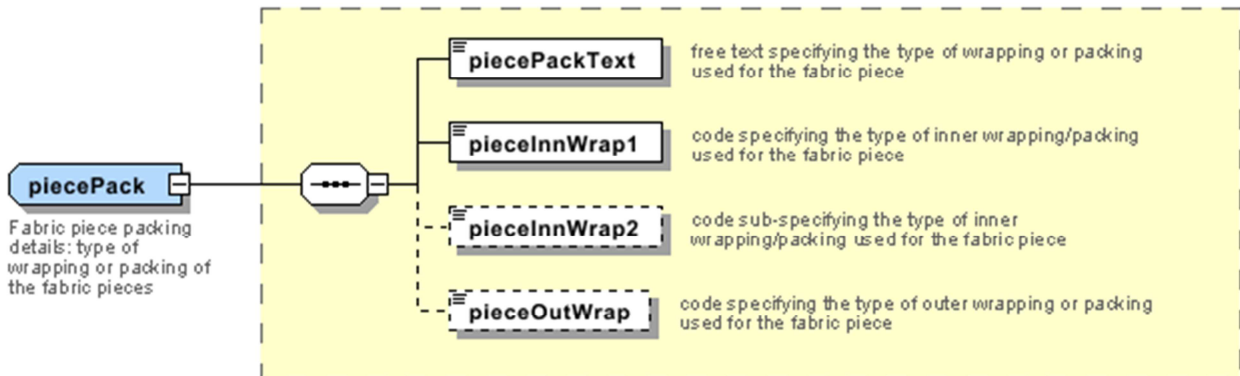 piecePack
Fabric piece packing
details: type of
wrapping or packing of
the fabric pieces
piecePackText
free text specifying the type of wrapping or packing
used for the fabric piece
pieceInnWrap1
code specifying the type of inner wrapping/packing
used for the fabric piece
pieceInnWrap2
code sub-specifying the type of inner
wrapping/packing used for the fabric piece
pieceOutWrap
code specifying the type of outer wrapping or packing
used for the fabric piece